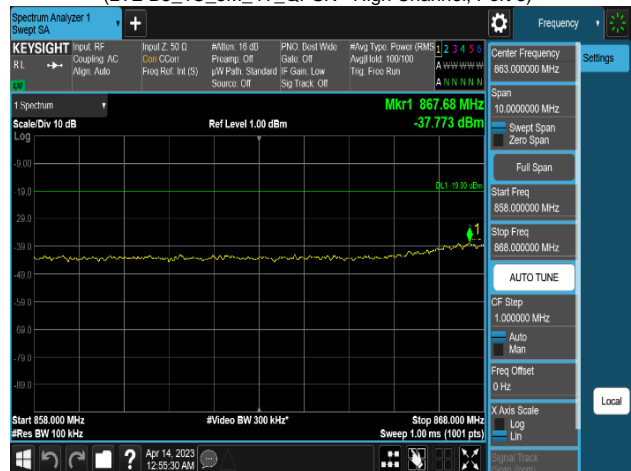 Spectrum Analyzer 1
Swept SA
Frequency
KEYSIGHT
RL
Input: RF
Coupling: AC
Align: Auto
Input Z: 50 Ω
Corr CCorr
Freq Ref: Int (S)
#Atten: 16 dB
Preamp: Off
µW Path: Standard
Source: Off
PNO: Best Wide
Gate: Off
IF Gain: Low
Sig Track: Off
#Avg Type: Power (RMS
Avg|Hold: 100/100
Trig: Free Run
1 2 3 4 5 6
A W W W W W
A N N N N N
LXI
1 Spectrum
Scale/Div 10 dB
Log
Ref Level 1.00 dBm
Mkr1 867.68 MHz
-37.773 dBm
DL1 -19.00 dBm
1
-9.00
-19.0
-29.0
-39.0
-49.0
-59.0
-69.0
-79.0
-89.0
Start 858.000 MHz
#Res BW 100 kHz
#Video BW 300 kHz*
Stop 868.000 MHz
Sweep 1.00 ms (1001 pts)
Center Frequency
863.000000 MHz
Settings
Span
10.0000000 MHz
Swept Span
Zero Span
Full Span
Start Freq
858.000000 MHz
Stop Freq
868.000000 MHz
AUTO TUNE
CF Step
1.000000 MHz
Auto
Man
Freq Offset
0 Hz
X Axis Scale
Log
Lin
Local
Signal Track
?
Apr 14, 2023
12:55:30 AM